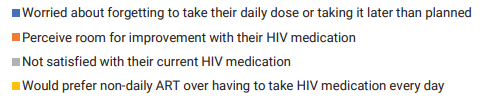 Worried about forgetting to take their daily dose or taking it later than planned
Perceive room for improvement with their HIV medication
Not satisfied with their current HIV medication
Would prefer non-daily ART over having to take HIV medication every day